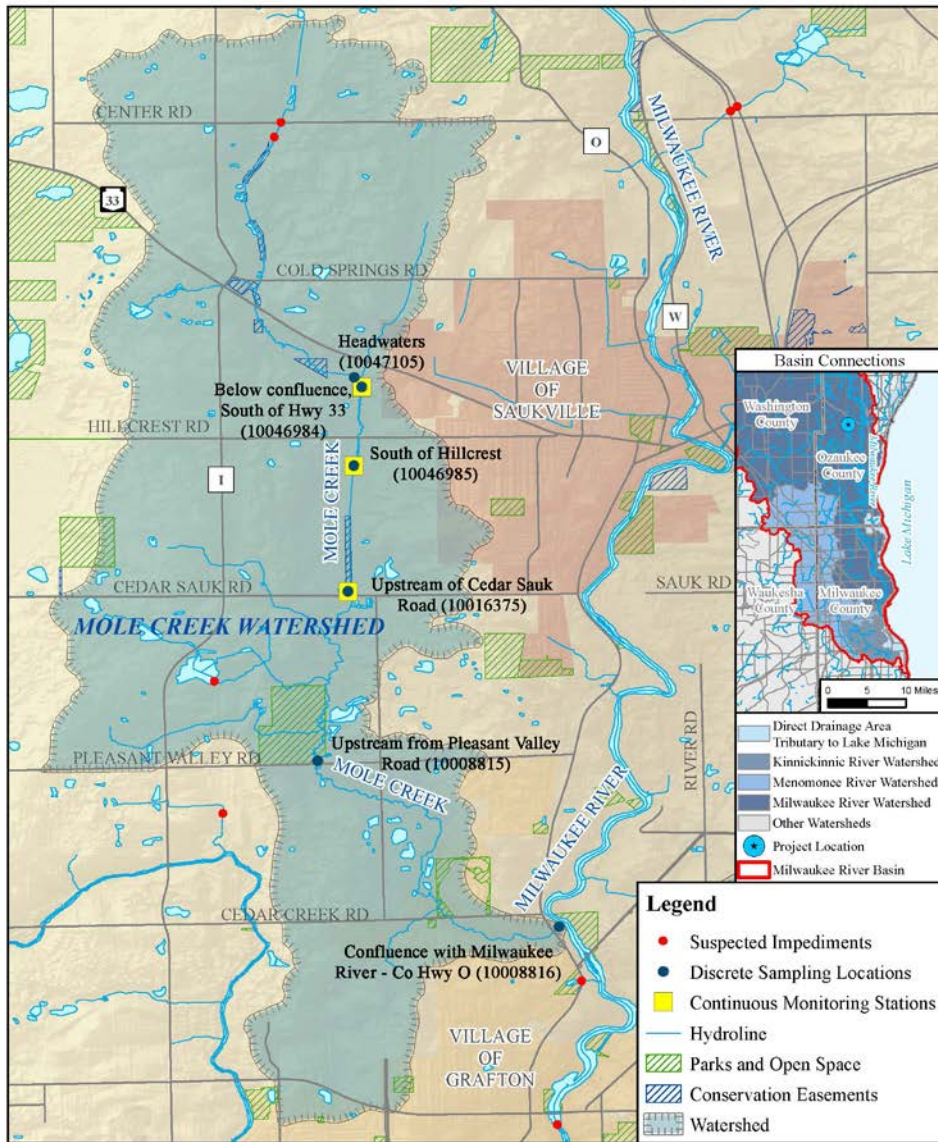 CENTER RD
33
O
MILWAUKEE RIVER
COLD SPRINGS RD
W
Headwaters
(10047105)
Below confluence,
South of Hwy 33
(10046984)
VILLAGE
OF
SAUKVILLE
HILLCREST RD
I
MOLE CREEK
South of Hillcrest
(10046985)
CEDAR SAUK RD
Upstream of Cedar Sauk
Road (10016375)
SAUK RD
MOLE CREEK WATERSHED
RIVER RD
PLEASANT VALLEY RD
Upstream from Pleasant Valley
Road (10008815)
MOLE CREEK
MILWAUKEE RIVER
CEDAR CREEK RD
Confluence with Milwaukee
River - Co Hwy O (10008816)
VILLAGE
OF
GRAFTON
Basin Connections
Washington
County
Ozaukee
County
Milwaukee River
Lake Michigan
Waukesha
County
Milwaukee
County
0 5 10 Miles
Direct Drainage Area
Tributary to Lake Michigan
Kinnickinnic River Watershed
Menomonee River Watershed
Milwaukee River Watershed
Other Watersheds
Project Location
Milwaukee River Basin
Legend
Suspected Impediments
Discrete Sampling Locations
Continuous Monitoring Stations
Hydroline
Parks and Open Space
Conservation Easements
Watershed